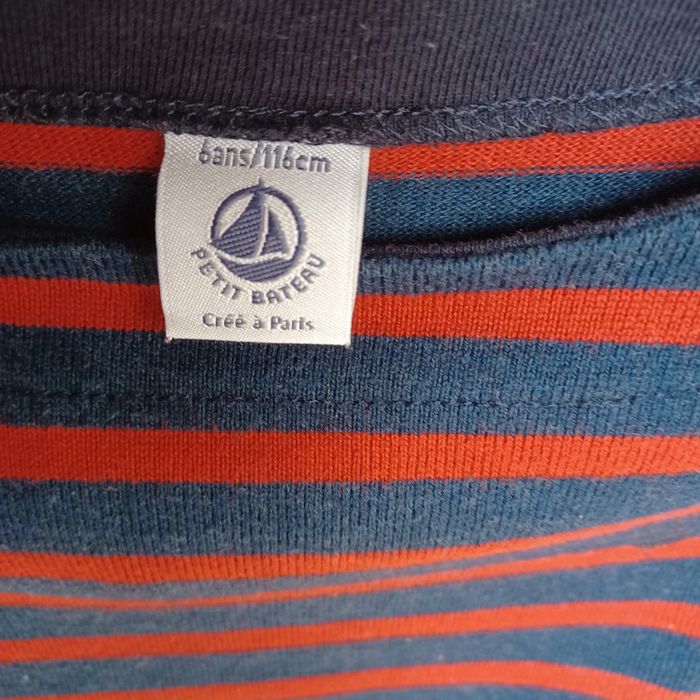 6ans/116cm
PETIT BATEAU
Créé à Paris